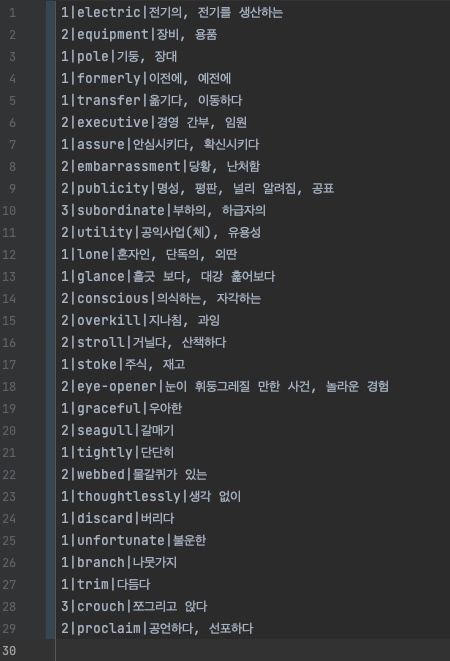 1 1|electric|전기의, 전기를 생산하는
2 2|equipment|장비, 용품
3 1|pole|기둥, 장대
4 1|formerly|이전에, 예전에
5 1|transfer|옮기다, 이동하다
6 2|executive|경영 간부, 임원
7 1|assure|안심시키다, 확신시키다
8 2|embarrassment|당황, 난처함
9 2|publicity|명성, 평판, 널리 알려짐, 공표
10 3|subordinate|부하의, 하급자의
11 2|utility|공익사업(체), 유용성
12 1|lone|혼자인, 단독의, 외딴
13 1|glance|흘긋 보다, 대강 훑어보다
14 2|conscious|의식하는, 자각하는
15 2|overkill|지나침, 과잉
16 2|stroll|거닐다, 산책하다
17 1|stoke|주식, 재고
18 2|eye-opener|눈이 휘둥그레질 만한 사건, 놀라운 경험
19 1|graceful|우아한
20 2|seagull|갈매기
21 1|tightly|단단히
22 2|webbed|물갈퀴가 있는
23 1|thoughtlessly|생각 없이
24 1|discard|버리다
25 1|unfortunate|불운한
26 1|branch|나뭇가지
27 1|trim|다듬다
28 3|crouch|쪼그리고 앉다
29 2|proclaim|공언하다, 선포하다
30